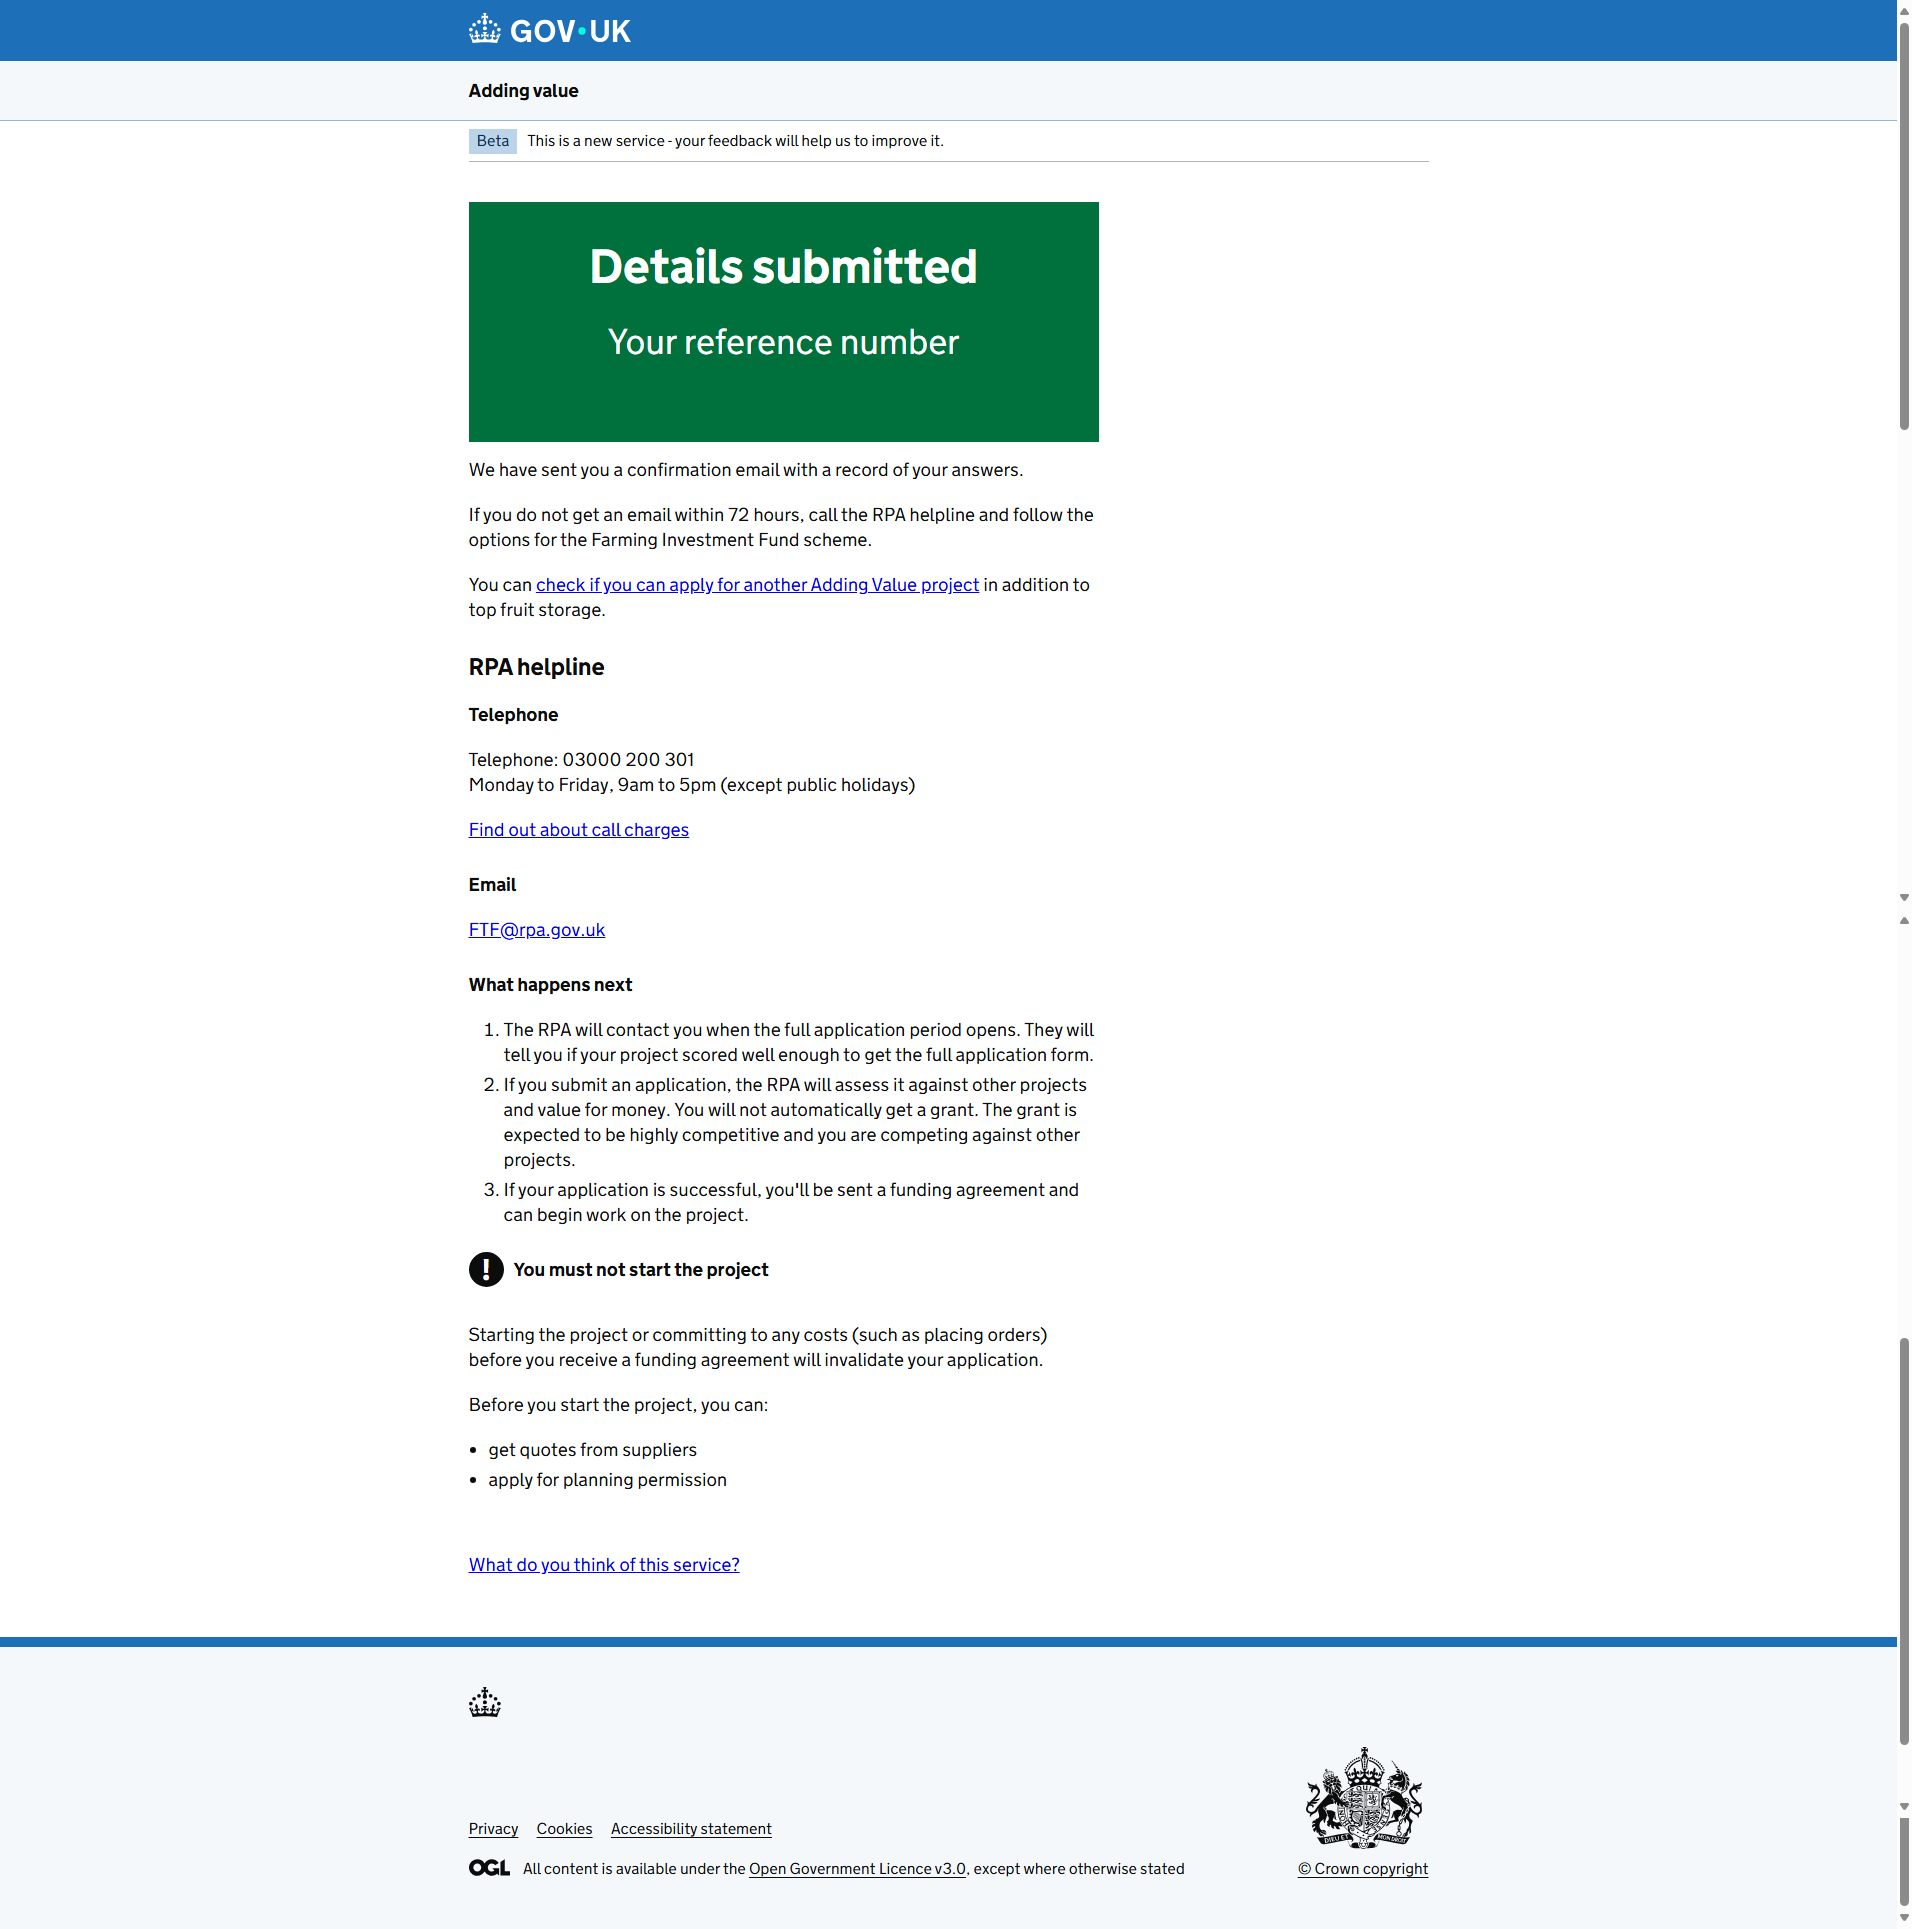 GOV·UK
Adding value
Beta This is a new service - your feedback will help us to improve it.
Details submitted
Your reference number
We have sent you a confirmation email with a record of your answers.
If you do not get an email within 72 hours, call the RPA helpline and follow the
options for the Farming Investment Fund scheme.
You can check if you can apply for another Adding Value project in addition to
top fruit storage.
RPA helpline
Telephone
Telephone: 03000 200 301
Monday to Friday, 9am to 5pm (except public holidays)
Find out about call charges
Email
FTF@rpa.gov.uk
What happens next
1. The RPA will contact you when the full application period opens. They will
tell you if your project scored well enough to get the full application form.
2. If you submit an application, the RPA will assess it against other projects
and value for money. You will not automatically get a grant. The grant is
expected to be highly competitive and you are competing against other
projects.
3. If your application is successful, you'll be sent a funding agreement and
can begin work on the project.
! You must not start the project
Starting the project or committing to any costs (such as placing orders)
before you receive a funding agreement will invalidate your application.
Before you start the project, you can:
• get quotes from suppliers
• apply for planning permission
What do you think of this service?
Privacy Cookies Accessibility statement
OGL All content is available under the Open Government Licence v3.0, except where otherwise stated
© Crown copyright